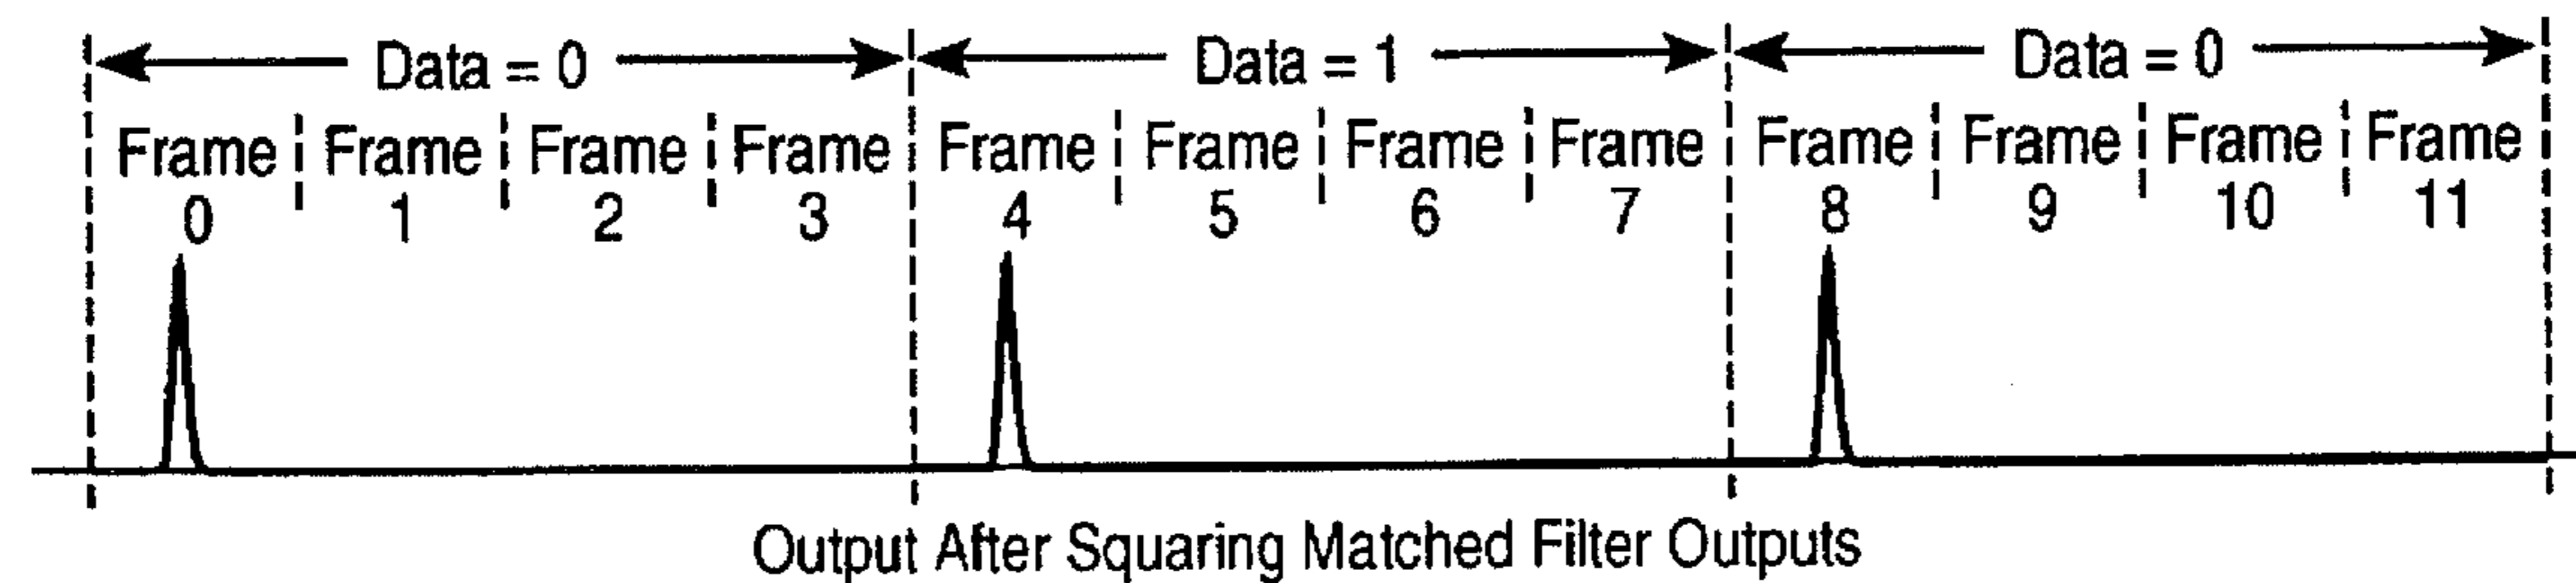 Data = 0 Data = 1 Data = 0
Frame Frame Frame Frame Frame Frame Frame Frame Frame Frame Frame Frame
0 1 2 3 4 5 6 7 8 9 10 11
Output After Squaring Matched Filter Outputs